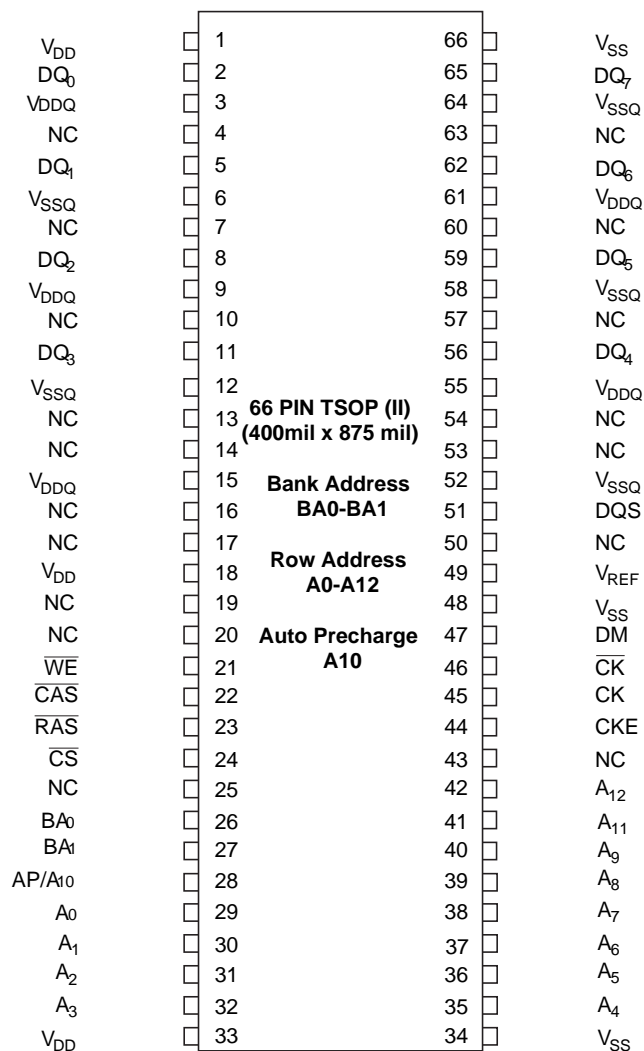 VDD 1 66 VSS
DQ0 2 65 DQ7
VDDQ 3 64 VSSQ
NC 4 63 NC
DQ1 5 62 DQ6
VSSQ 6 61 VDDQ
NC 7 60 NC
DQ2 8 59 DQ5
VDDQ 9 58 VSSQ
NC 10 57 NC
DQ3 11 56 DQ4
VSSQ 12 55 VDDQ
66 PIN TSOP (II)
NC 13 54 NC
(400mil x 875 mil)
NC 14 53 NC
VDDQ 15 Bank Address 52 VSSQ
NC 16 BA0-BA1 51 DQS
NC 17 50 NC
Row Address
VDD 18 A0-A12 49 VREF
NC 19 48 VSS
NC 20 Auto Precharge 47 DM
W̅E̅ 21 A10 46 C̅K̅
C̅A̅S̅ 22 45 CK
R̅A̅S̅ 23 44 CKE
C̅S̅ 24 43 NC
NC 25 42 A12
BA0 26 41 A11
BA1 27 40 A9
AP/A10 28 39 A8
A0 29 38 A7
A1 30 37 A6
A2 31 36 A5
A3 32 35 A4
VDD 33 34 VSS